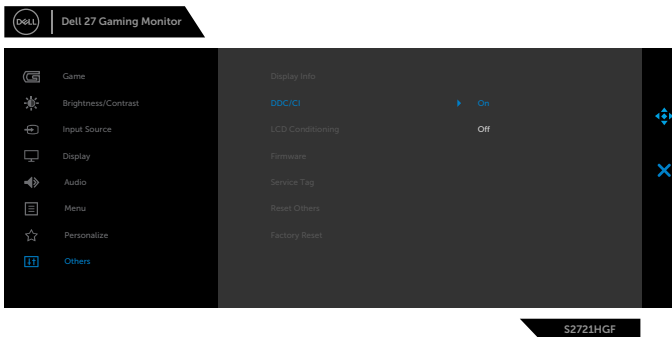 DELL
Dell 27 Gaming Monitor
Game
Brightness/Contrast
Input Source
Display
Audio
Menu
Personalize
Others
Display Info
DDC/CI
On
LCD Conditioning
Off
Firmware
Service Tag
Reset Others
Factory Reset
S2721HGF